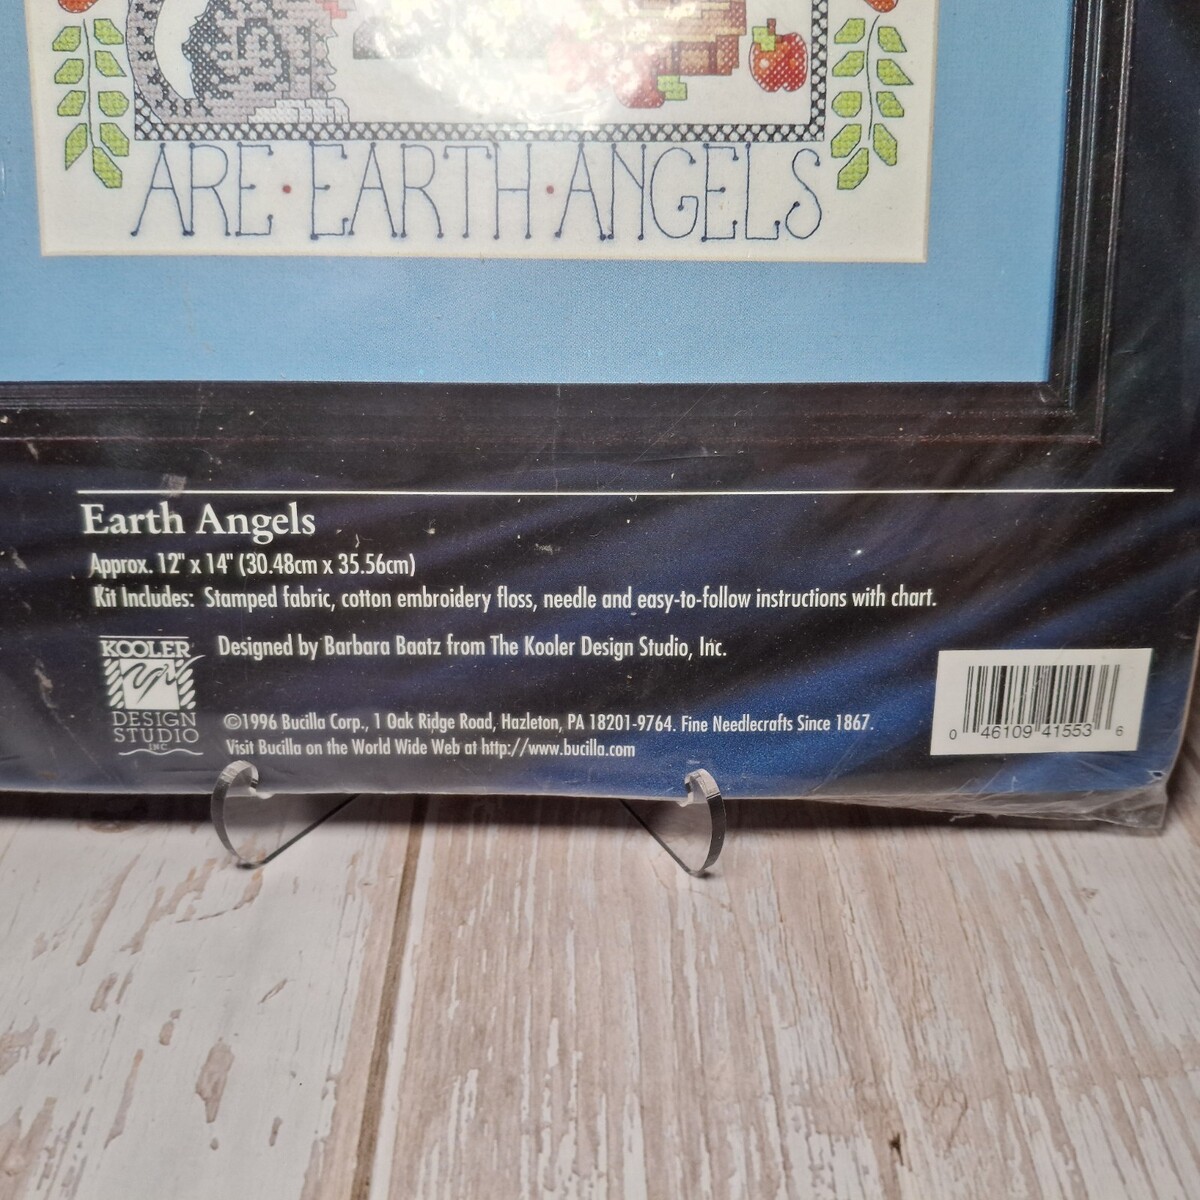 ARE · EARTH · ANGELS
Earth Angels
Approx. 12" x 14" (30.48cm x 35.56cm)
Kit Includes: Stamped fabric, cotton embroidery floss, needle and easy-to-follow instructions with chart.
KOOLER
DESIGN
STUDIO
INC
Designed by Barbara Baatz from The Kooler Design Studio, Inc.
©1996 Bucilla Corp., 1 Oak Ridge Road, Hazleton, PA 18201-9764. Fine Needlecrafts Since 1867.
Visit Bucilla on the World Wide Web at http://www.bucilla.com
0 46109 41553 6